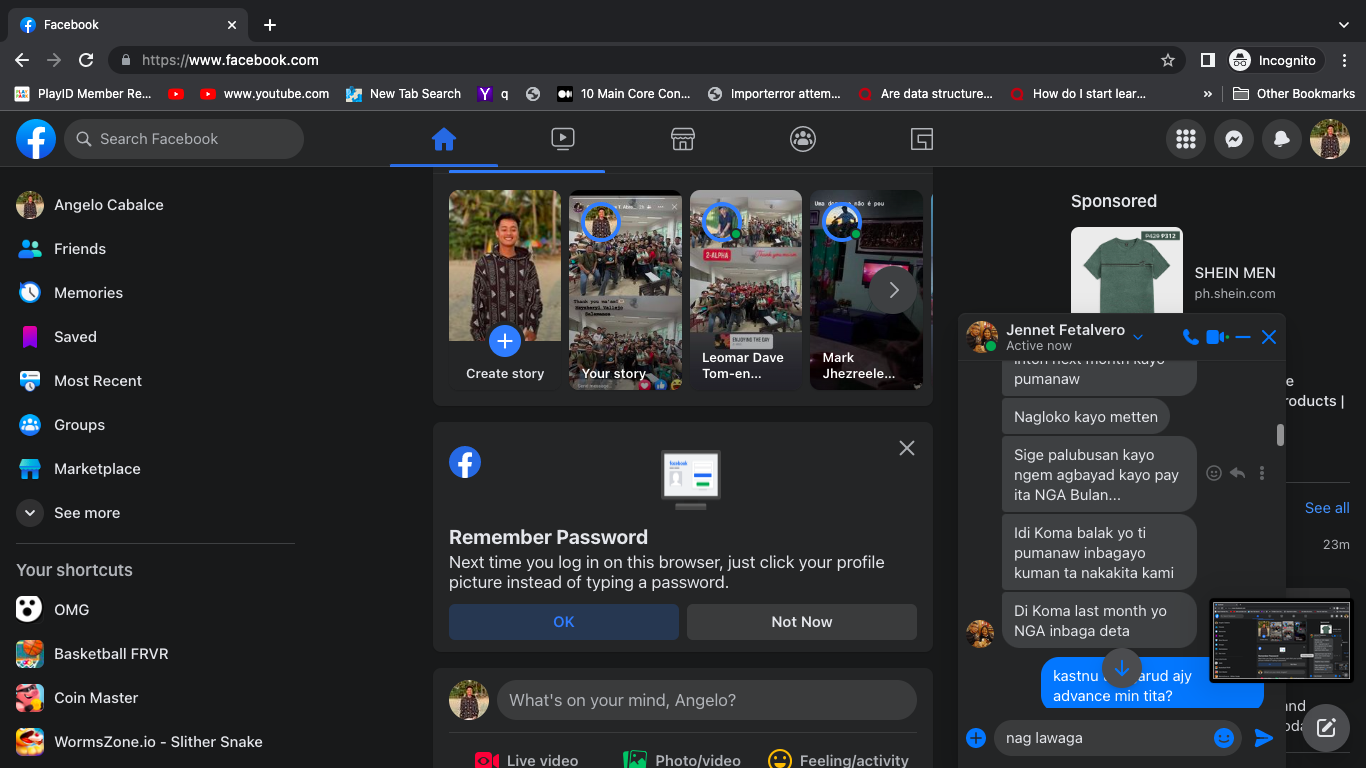 Facebook
https://www.facebook.com
Incognito
PlayID Member Re...
www.youtube.com
New Tab Search
q
10 Main Core Con...
Importerror attem...
Are data structure...
How do I start lear...
»
Other Bookmarks
Search Facebook
Angelo Cabalce
Friends
Memories
Saved
Most Recent
Groups
Marketplace
See more
Your shortcuts
OMG
Basketball FRVR
Coin Master
WormsZone.io - Slither Snake
Create story
Your story
2-ALPHA
ENJOYING THE DAY
Leomar Dave
Tom-en...
Mark
Jhezreele...
Remember Password
Next time you log in on this browser, just click your profile
picture instead of typing a password.
OK
Not Now
What's on your mind, Angelo?
Live video
Photo/video
Feeling/activity
Sponsored
₱429 ₱312
SHEIN MEN
ph.shein.com
See all
23m
Jennet Fetalvero
Active now
inton next month kayo
pumanaw
Nagloko kayo metten
Sige palubusan kayo
ngem agbayad kayo pay
ita NGA Bulan...
Idi Koma balak yo ti
pumanaw inbagayo
kuman ta nakakita kami
Di Koma last month yo
NGA inbaga deta
kastnu
arud ajy
advance min tita?
nag lawaga